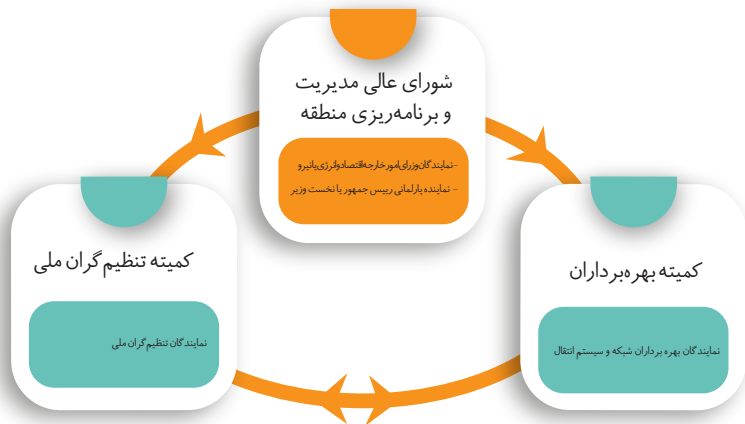 شورای عالی مدیریت
و برنامه‌ریزی منطقه
-نمایندگان وزرای امور خارجه اقتصاد و انرژی یا نیرو
- نماینده پارلمانی رییس جمهور یا نخست وزیر
کمیته بهره‌برداران
نمایندگان بهره برداران شبکه و سیستم انتقال
کمیته تنظیم‌گران ملی
نمایندگان تنظیم‌گران ملی